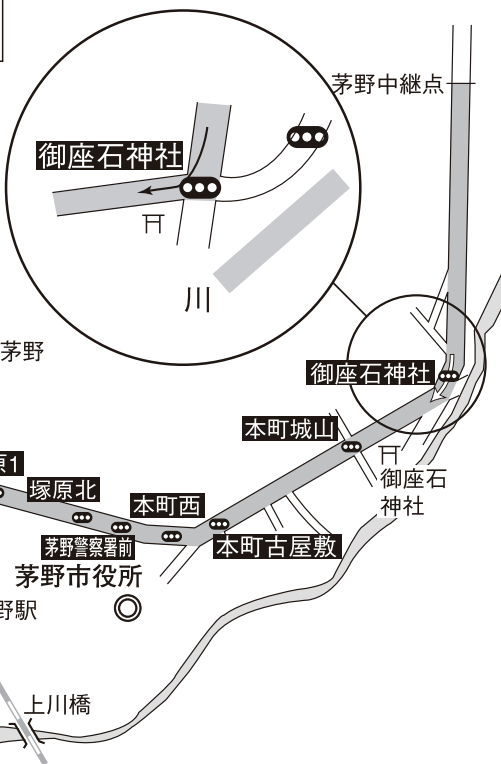 茅野中継点
御座石神社
川
茅野
御座石神社
本町城山
御座石
神社
原1
塚原北
本町西
茅野警察署前
本町古屋敷
茅野市役所
野駅
上川橋